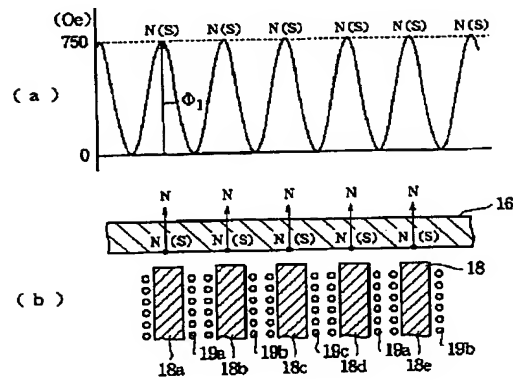 (Oe)
N(S) N(S) N(S) N(S) N(S) N(S)
750
( a )
Φ1
0
N N N N N
16
N (S) N (S) N (S) N (S) N (S)
18
( b )
19a 19b 19c 19a 19b
18a 18b 18c 18d 18e